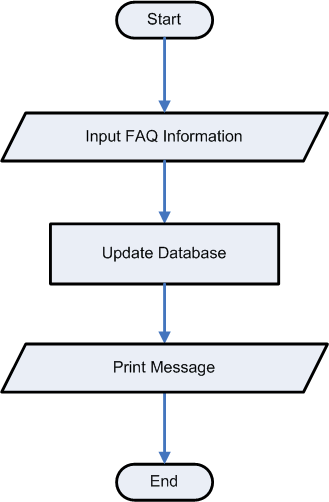 Start
Input FAQ Information
Update Database
Print Message
End